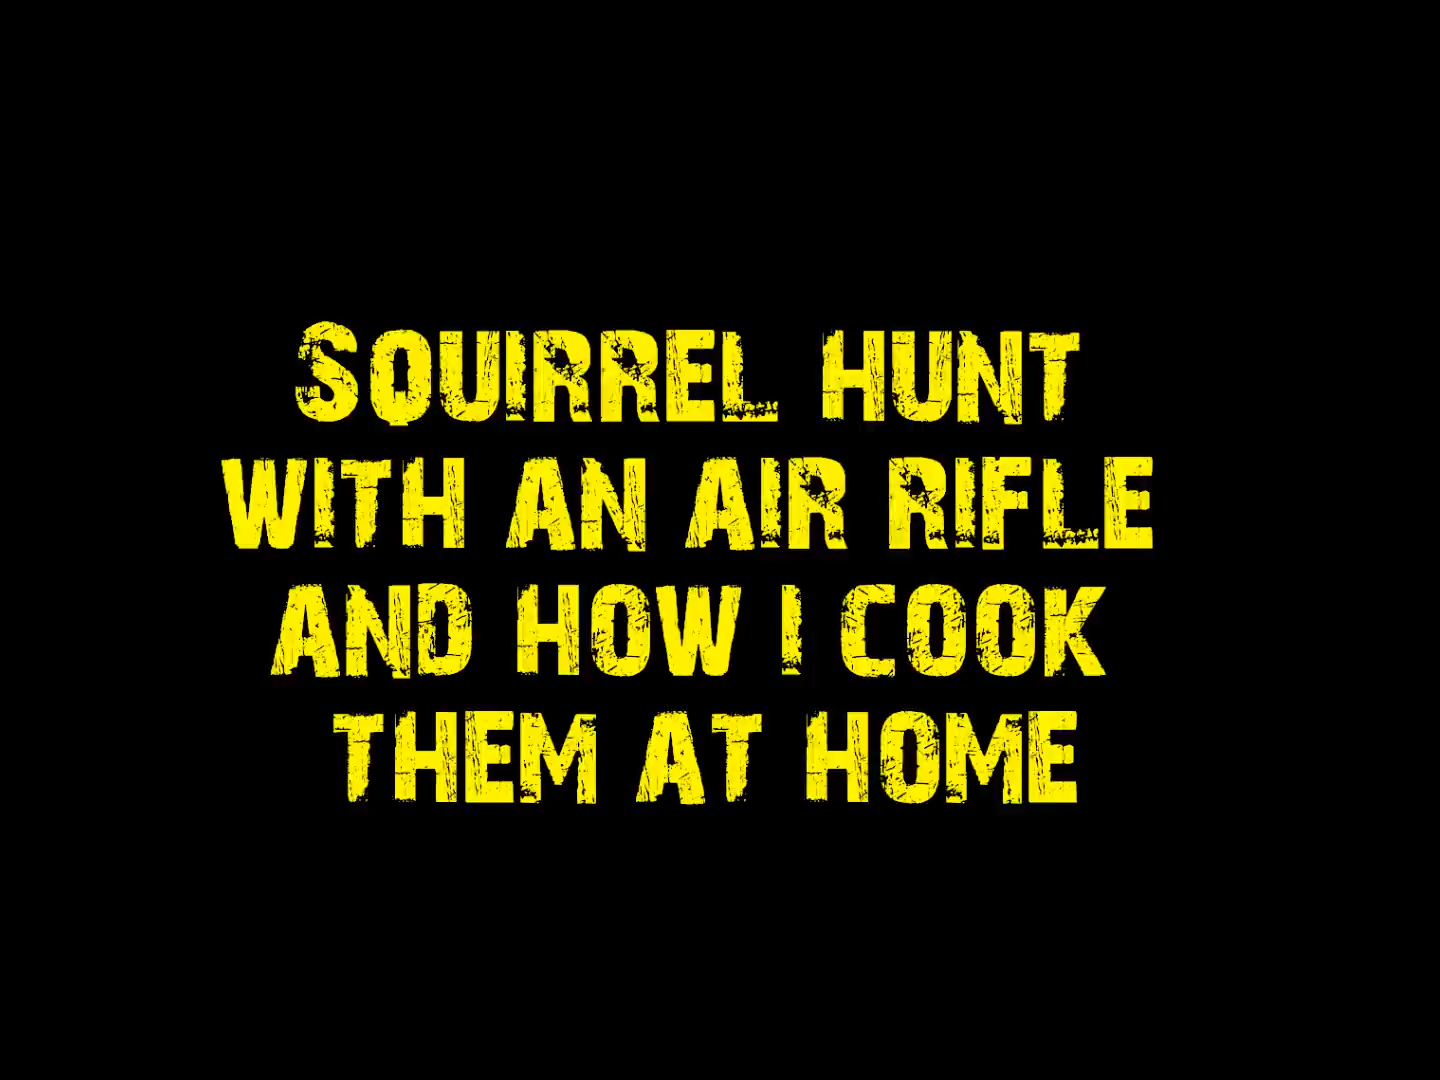 SQUIRREL HUNT
WITH AN AIR RIFLE
AND HOW I COOK
THEM AT HOME